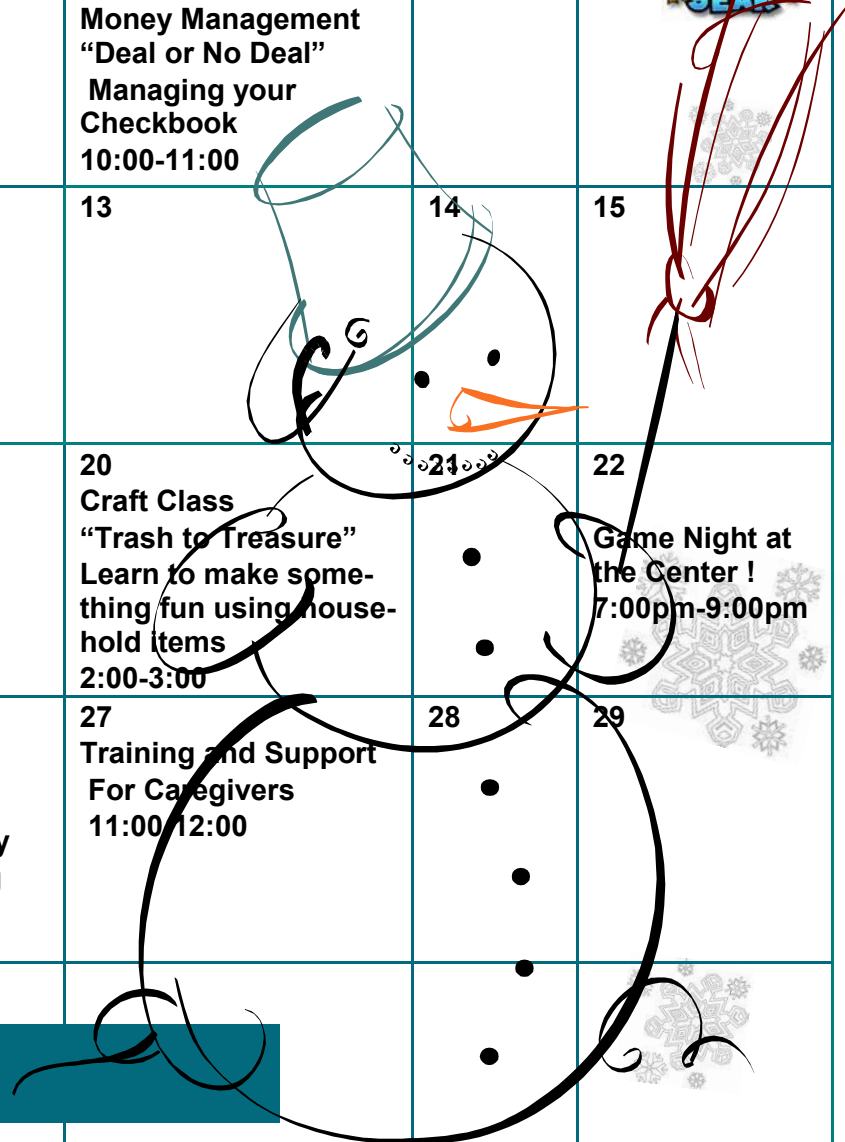 YEAR
Money Management
“Deal or No Deal”
Managing your
Checkbook
10:00-11:00
13
14
15
20
Craft Class
“Trash to Treasure”
Learn to make some-
thing fun using house-
hold items
2:00-3:00
21
22
Game Night at
the Center !
7:00pm-9:00pm
27
Training and Support
For Caregivers
11:00-12:00
28
29
y